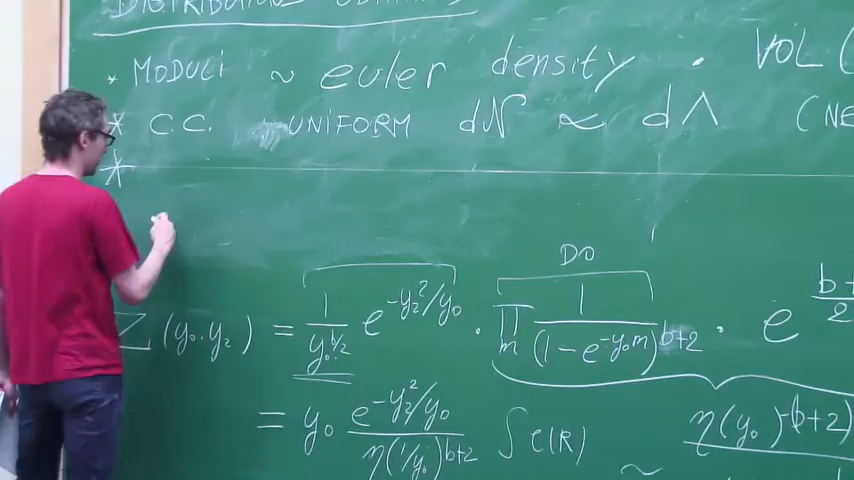 * MODULI ~ euler density . VOL (
* C.C. UNIFORM dN ∝ dΛ (NE
*
DO
Z(y₀.y₂) = 1/y₀^{b/2} e^{-y₂²/y₀} · ∏_m 1/(1-e^{-y₀m})^{b+2} · e
= y₀ e^{-y₂²/y₀}/η(1/y₀)^{b+2} ∫ e(R) ~ η(y₀)^{-(b+2)}